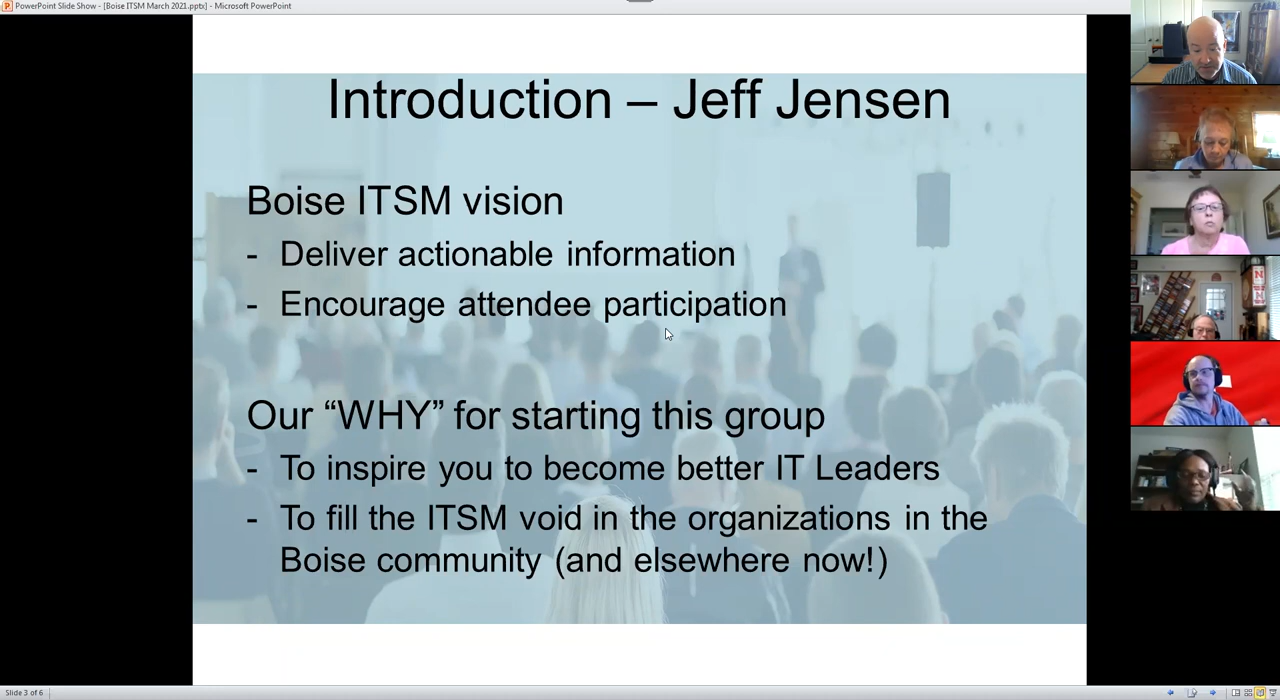 PowerPoint Slide Show - [Boise ITSM March 2021.pptx] - Microsoft PowerPoint
Introduction – Jeff Jensen
Boise ITSM vision
- Deliver actionable information
- Encourage attendee participation
Our “WHY” for starting this group
- To inspire you to become better IT Leaders
- To fill the ITSM void in the organizations in the
Boise community (and elsewhere now!)
Slide 3 of 6